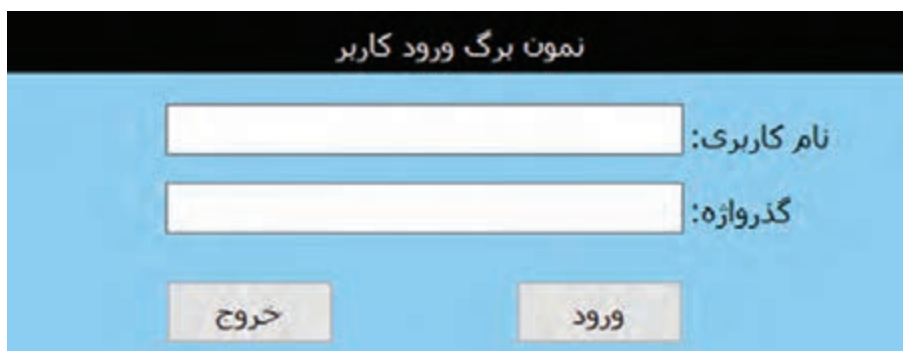 نمون برگ ورود کاربر
نام کاربری:
گذرواژه:
ورود خروج